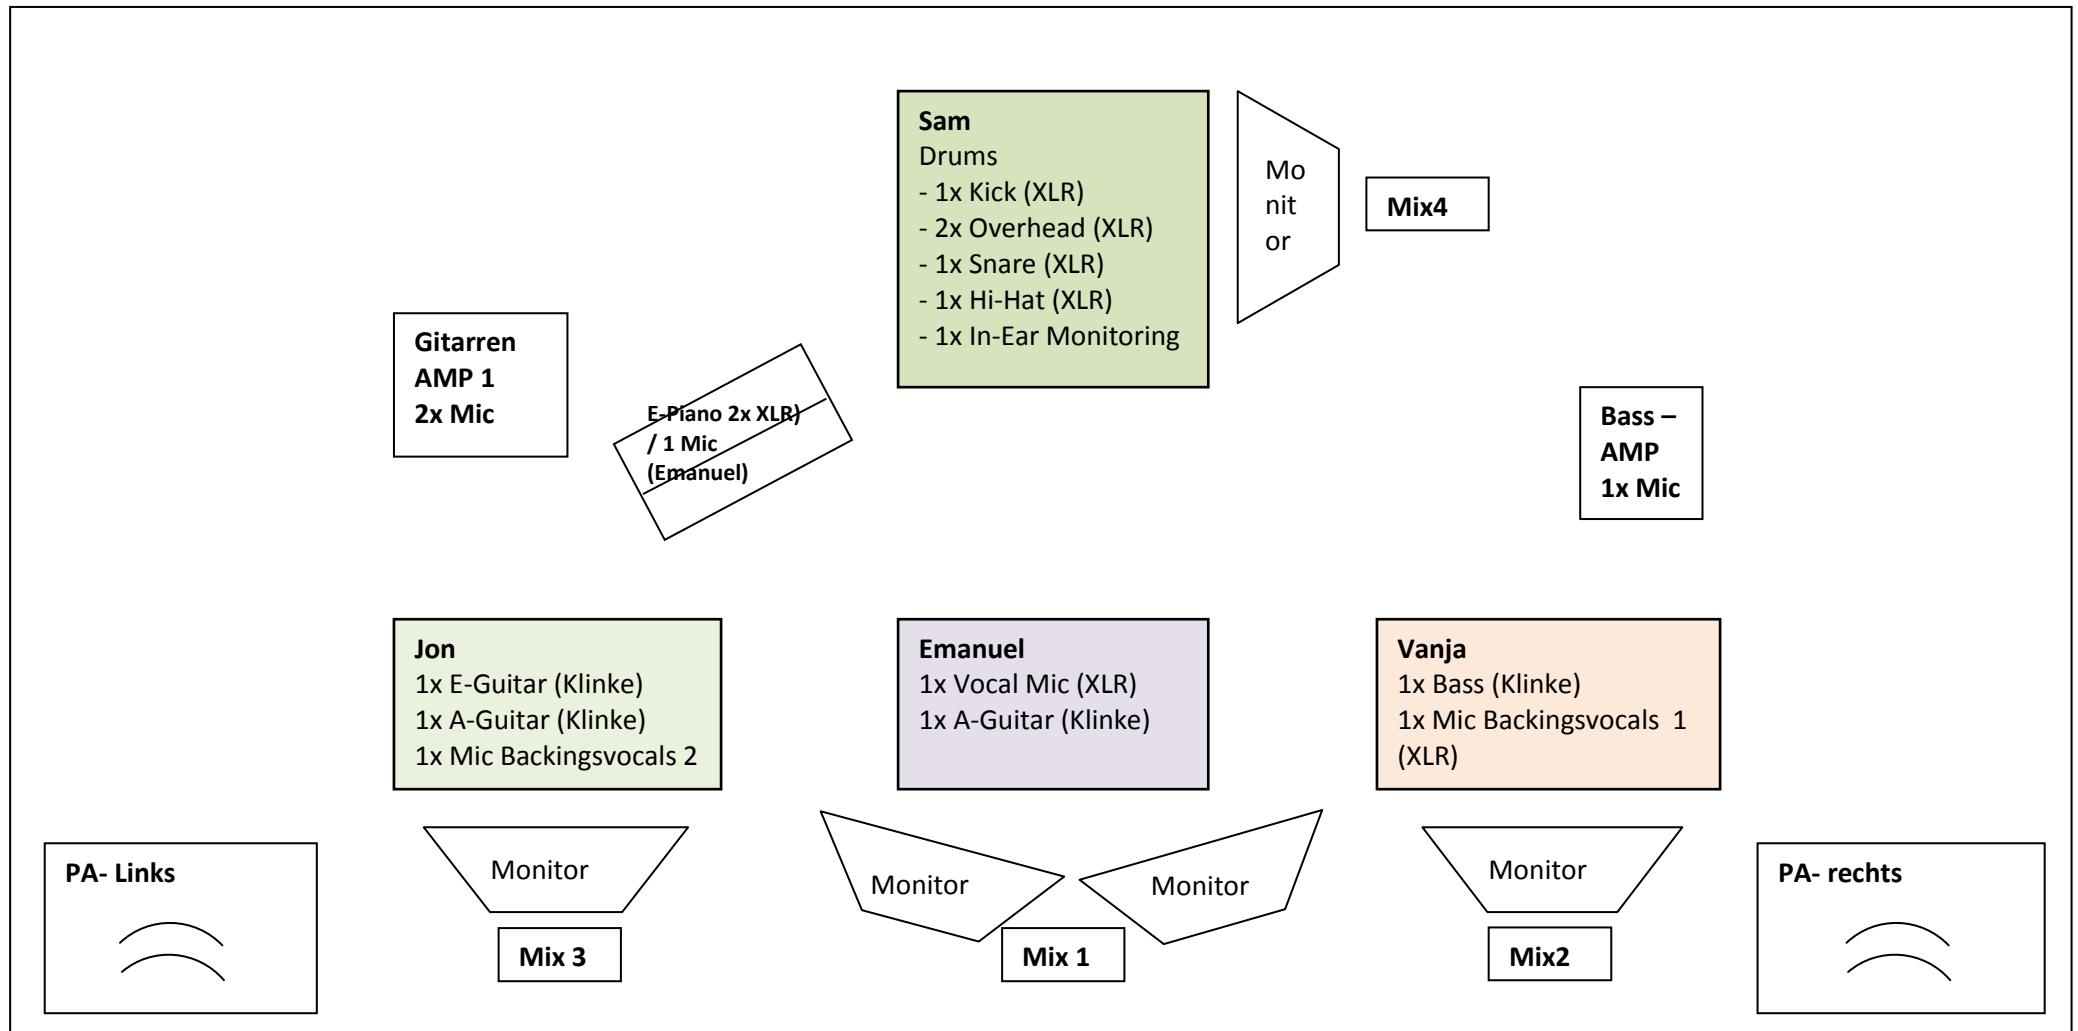 Sam
Drums
- 1x Kick (XLR)
- 2x Overhead (XLR)
- 1x Snare (XLR)
- 1x Hi-Hat (XLR)
- 1x In-Ear Monitoring
Mo
nit
or
Mix4
Gitarren
AMP 1
2x Mic
E-Piano 2x XLR)
/ 1 Mic
(Emanuel)
Bass –
AMP
1x Mic
Jon
1x E-Guitar (Klinke)
1x A-Guitar (Klinke)
1x Mic Backingsvocals 2
Emanuel
1x Vocal Mic (XLR)
1x A-Guitar (Klinke)
Vanja
1x Bass (Klinke)
1x Mic Backingsvocals  1
(XLR)
PA- Links
Monitor
Monitor
Monitor
Monitor
PA- rechts
Mix 3
Mix 1
Mix2